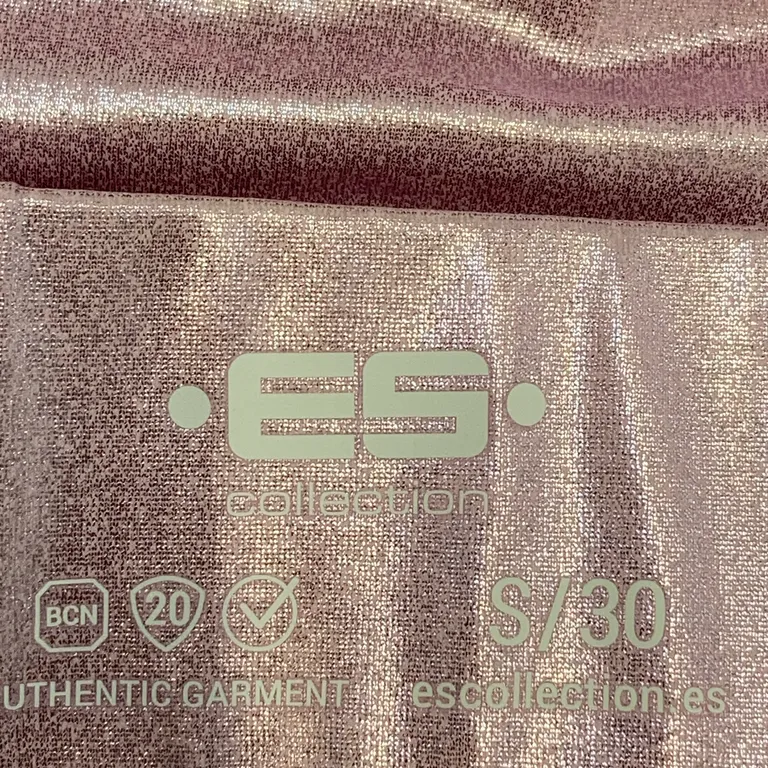 ES
collection
BCN 20 S/30
UTHENTIC GARMENT escollection.es